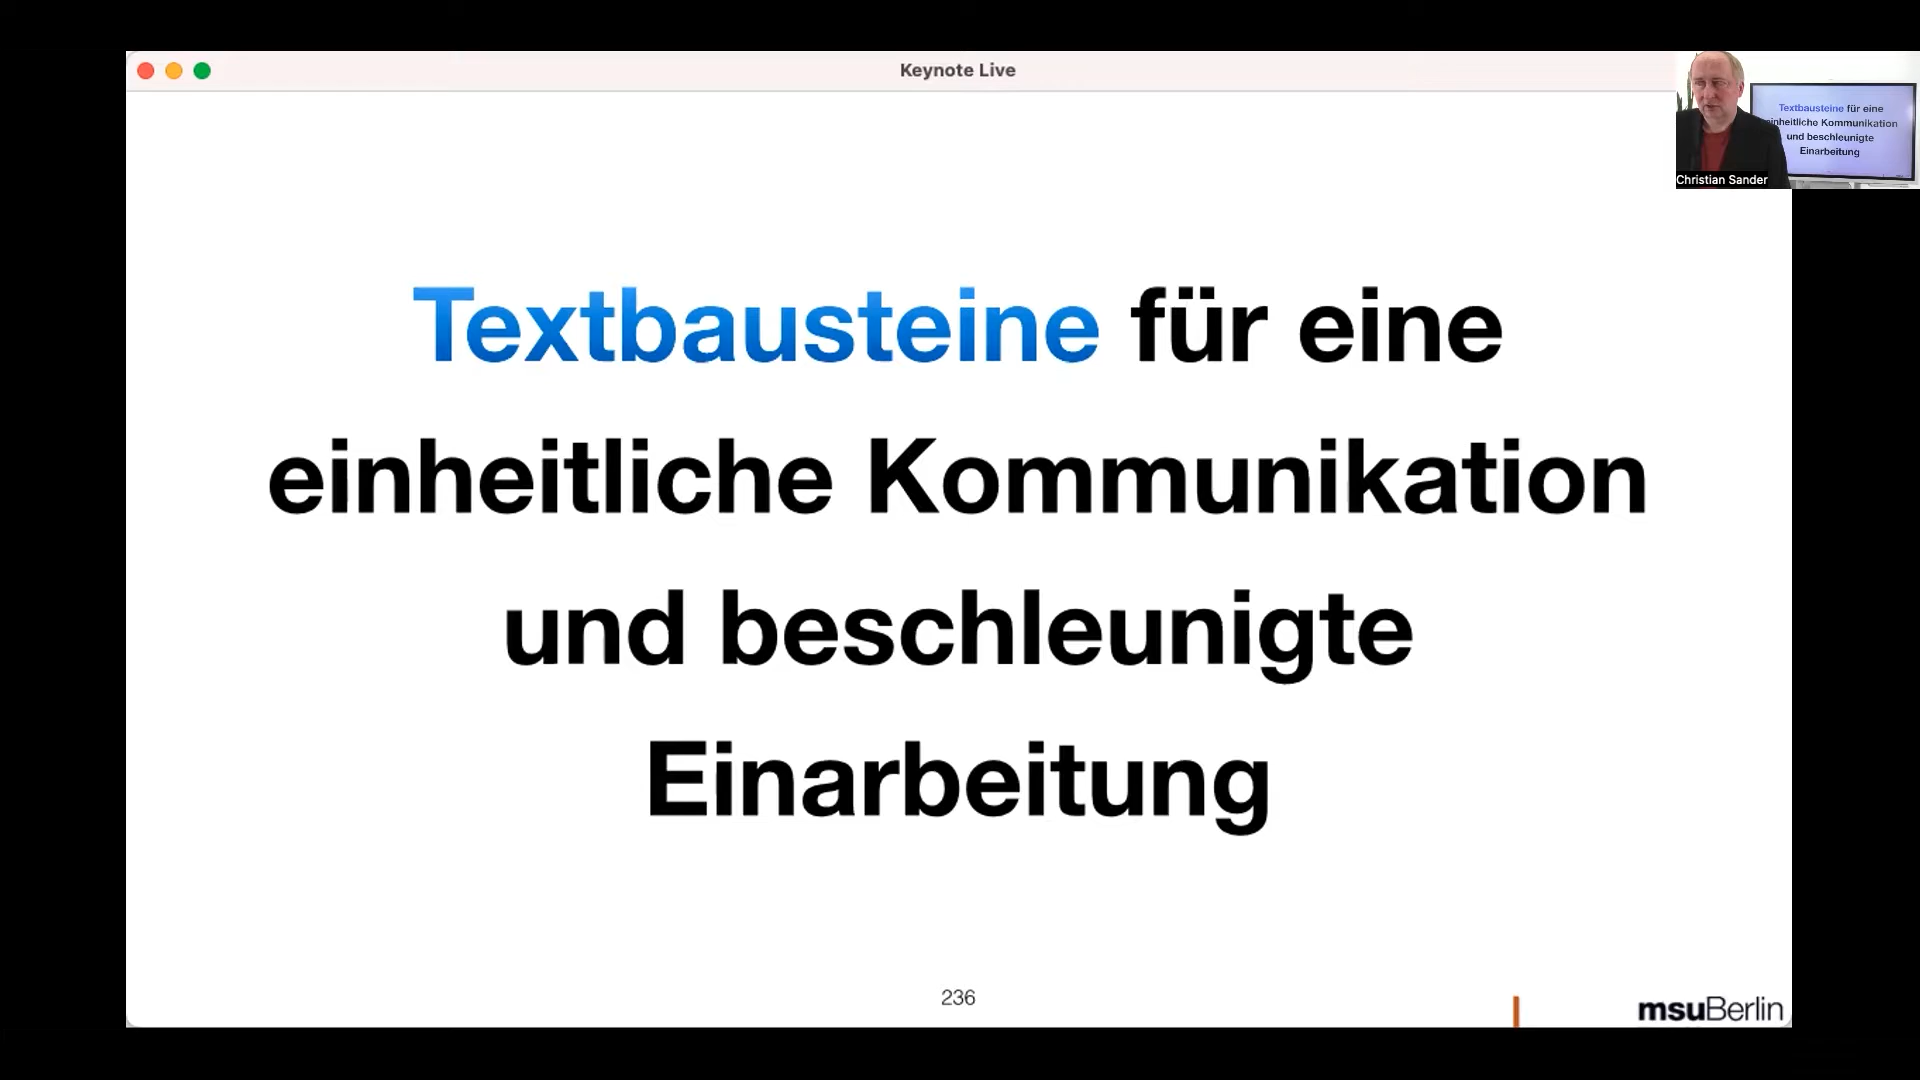 Keynote Live
Textbausteine für eine
einheitliche Kommunikation
und beschleunigte
Einarbeitung
236
msuBerlin
Textbausteine für eine
einheitliche Kommunikation
und beschleunigte
Einarbeitung
Christian Sander